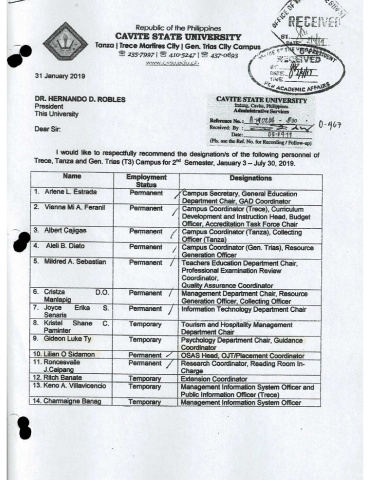 Republic of the Philippines
CAVITE STATE UNIVERSITY
Tanza | Trece Martires City | Gen. Trias City Campus
235-7997 | 410-5247 | 437-0693
www.cvsu.edu.ph
RECEIVED
RECEIVED
BY
DATE
TIME
ACADEMIC AFFAIRS
31 January 2019
DR. HERNANDO D. ROBLES
President
This University
CAVITE STATE UNIVERSITY
Indang, Cavite, Philippines
Administrative Services
Reference No.:
Received By :
Date:
(Pls. use the Ref. No. for Recording / Follow-up)
Dear Sir:
I would like to respectfully recommend the designation/s of the following personnel of
Trece, Tanza and Gen. Trias (T3) Campus for 2nd Semester, January 3 – July 30, 2019.
Name Employment Status Designations
1. Arlene L. Estrada Permanent Campus Secretary, General Education
Department Chair, GAD Coordinator
2. Vienna Mi A. Feranil Permanent Campus Coordinator (Trece), Curriculum
Development and Instruction Head, Budget
Officer, Accreditation Task Force Chair
3. Albert Cajigas Permanent Campus Coordinator (Tanza), Collecting
Officer (Tanza)
4. Aleli B. Diato Permanent Campus Coordinator (Gen. Trias), Resource
Generation Officer
5. Mildred A. Sebastian Permanent Teachers Education Department Chair,
Professional Examination Review
Coordinator,
Quality Assurance Coordinator
6. Cristza D.O. Manlapig Permanent Management Department Chair, Resource
Generation Officer, Collecting Officer
7. Joyce Erika S. Senaris Permanent Information Technology Department Chair
8. Kristel Shane C. Paminter Temporary Tourism and Hospitality Management
Department Chair
9. Gideon Luke Ty Temporary Psychology Department Chair, Guidance
Coordinator
10. Lilian O Sidamon Permanent OSAS Head, OJT/Placement Coordinator
11. Roncesvalle J.Caipang Permanent Research Coordinator, Reading Room In-
Charge
12. Ritch Banate Temporary Extension Coordinator
13. Keno A. Villavicencio Temporary Management Information System Officer and
Public Information Officer (Trece)
14. Charmaigne Banag Temporary Management Information System Officer